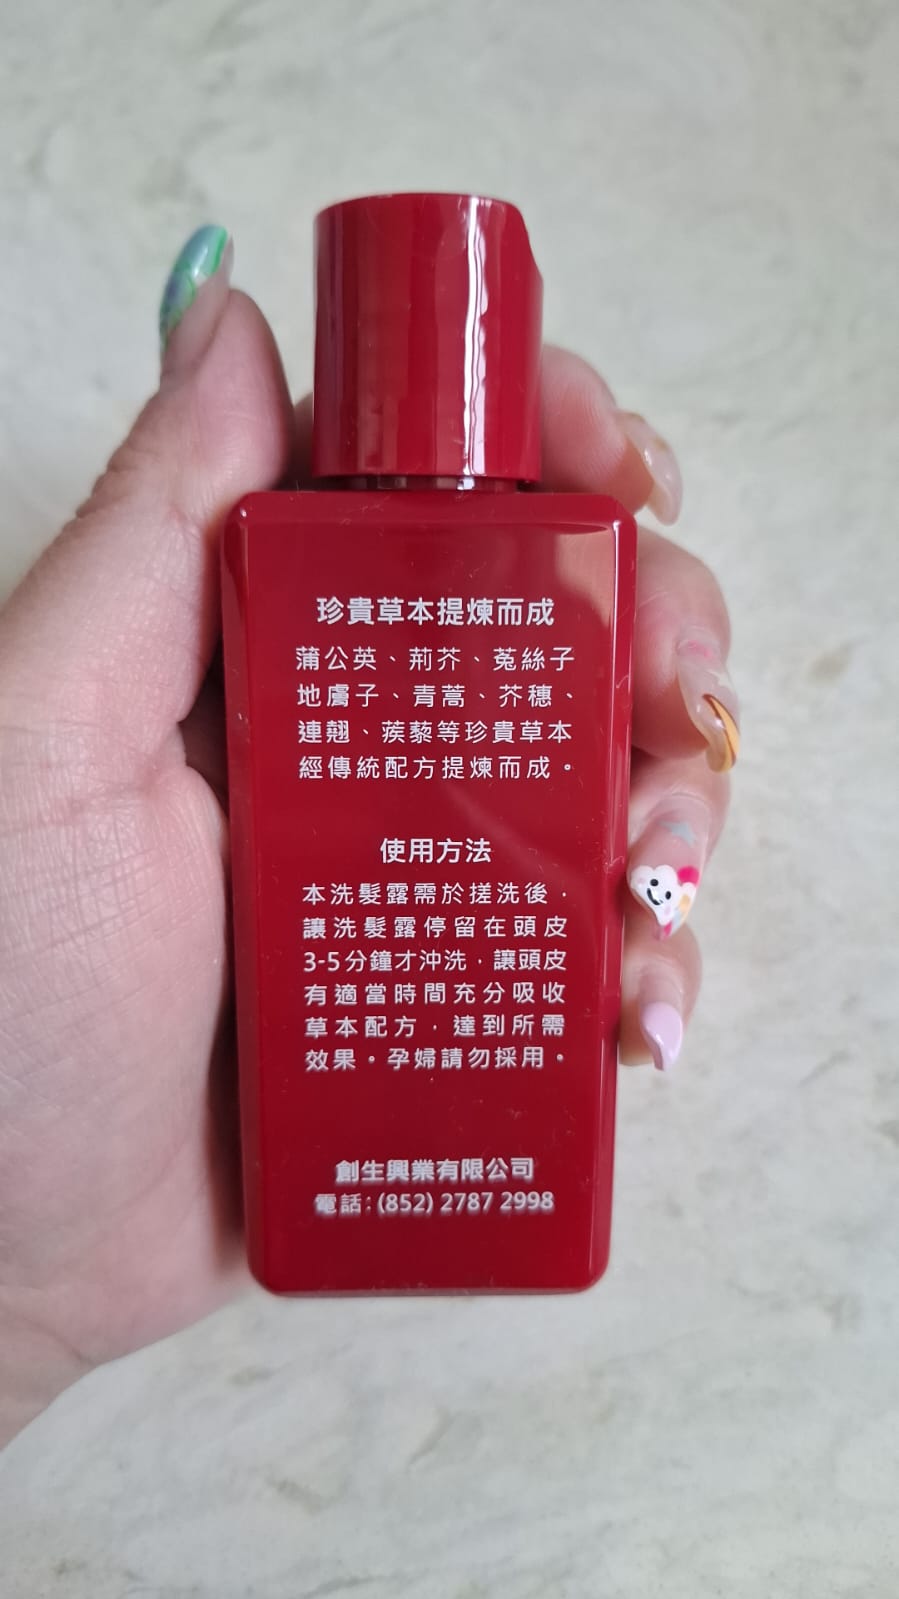 珍貴草本提煉而成
蒲公英、荊芥、菟絲子
地膚子、青蒿、芥穗、
連翹、蒺藜等珍貴草本
經傳統配方提煉而成。
使用方法
本洗髮露需於搓洗後，
讓洗髮露停留在頭皮
3-5分鐘才沖洗，讓頭皮
有適當時間充分吸收
草本配方，達到所需
效果。孕婦請勿採用。
創生興業有限公司
電話: (852) 2787 2998